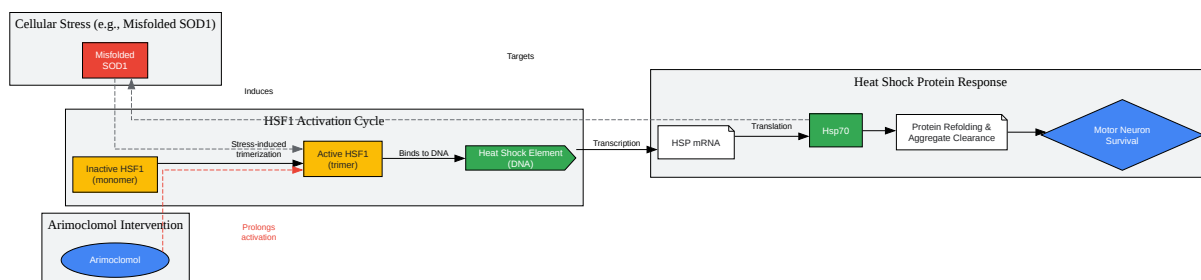 Cellular Stress (e.g., Misfolded SOD1)
Misfolded
SOD1
Targets
Induces
Heat Shock Protein Response
HSF1 Activation Cycle
Stress-induced
trimerization
Inactive HSF1
(monomer)
Active HSF1
(trimer)
Binds to DNA
Heat Shock Element
(DNA)
Transcription
HSP mRNA
Translation
Hsp70
Protein Refolding &
Aggregate Clearance
Motor Neuron
Survival
Arimoclomol Intervention
Arimoclomol
Prolongs
activation